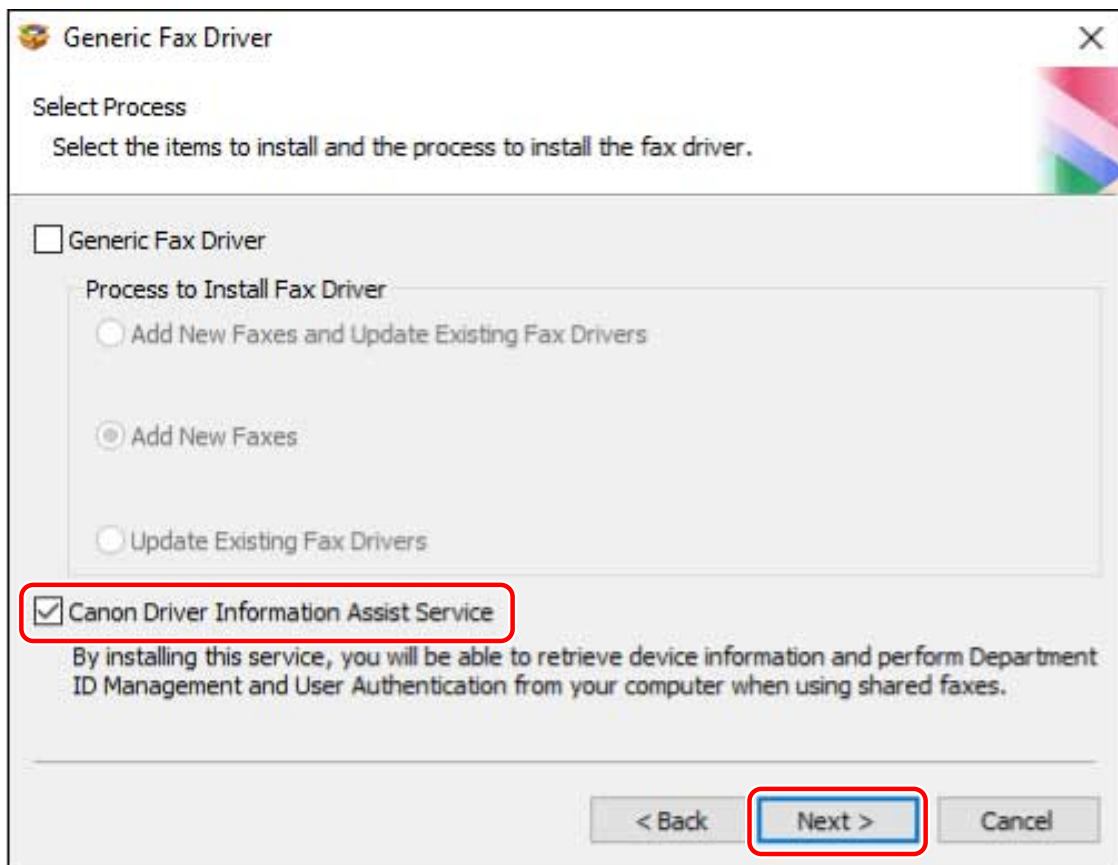 Generic Fax Driver
Select Process
Select the items to install and the process to install the fax driver.
Generic Fax Driver
Process to Install Fax Driver
Add New Faxes and Update Existing Fax Drivers
Add New Faxes
Update Existing Fax Drivers
Canon Driver Information Assist Service
By installing this service, you will be able to retrieve device information and perform Department
ID Management and User Authentication from your computer when using shared faxes.
< Back
Next >
Cancel